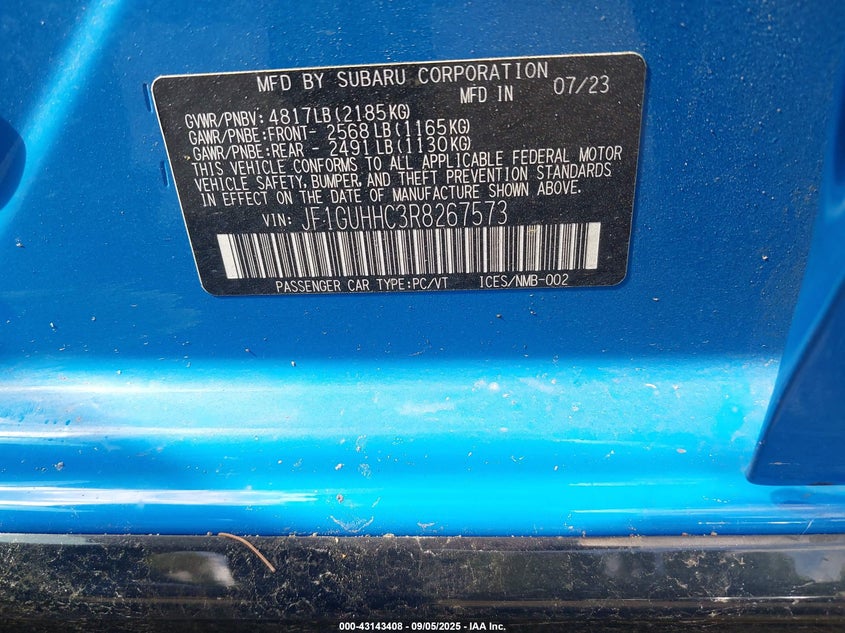 MFD BY SUBARU CORPORATION
MFD IN 07/23
GVWR/PNBV: 4817LB(2185KG)
GAWR/PNBE:FRONT- 2568 LB(1165KG)
GAWR/PNBE:REAR - 2491 LB(1130KG)
THIS VEHICLE CONFORMS TO ALL APPLICABLE FEDERAL MOTOR
VEHICLE SAFETY, BUMPER, AND THEFT PREVENTION STANDARDS
IN EFFECT ON THE DATE OF MANUFACTURE SHOWN ABOVE.
VIN: JF1GUHHC3R8267573
PASSENGER CAR TYPE:PC/VT ICES/NMB-002
000-43143408 - 09/05/2025 - IAA Inc.